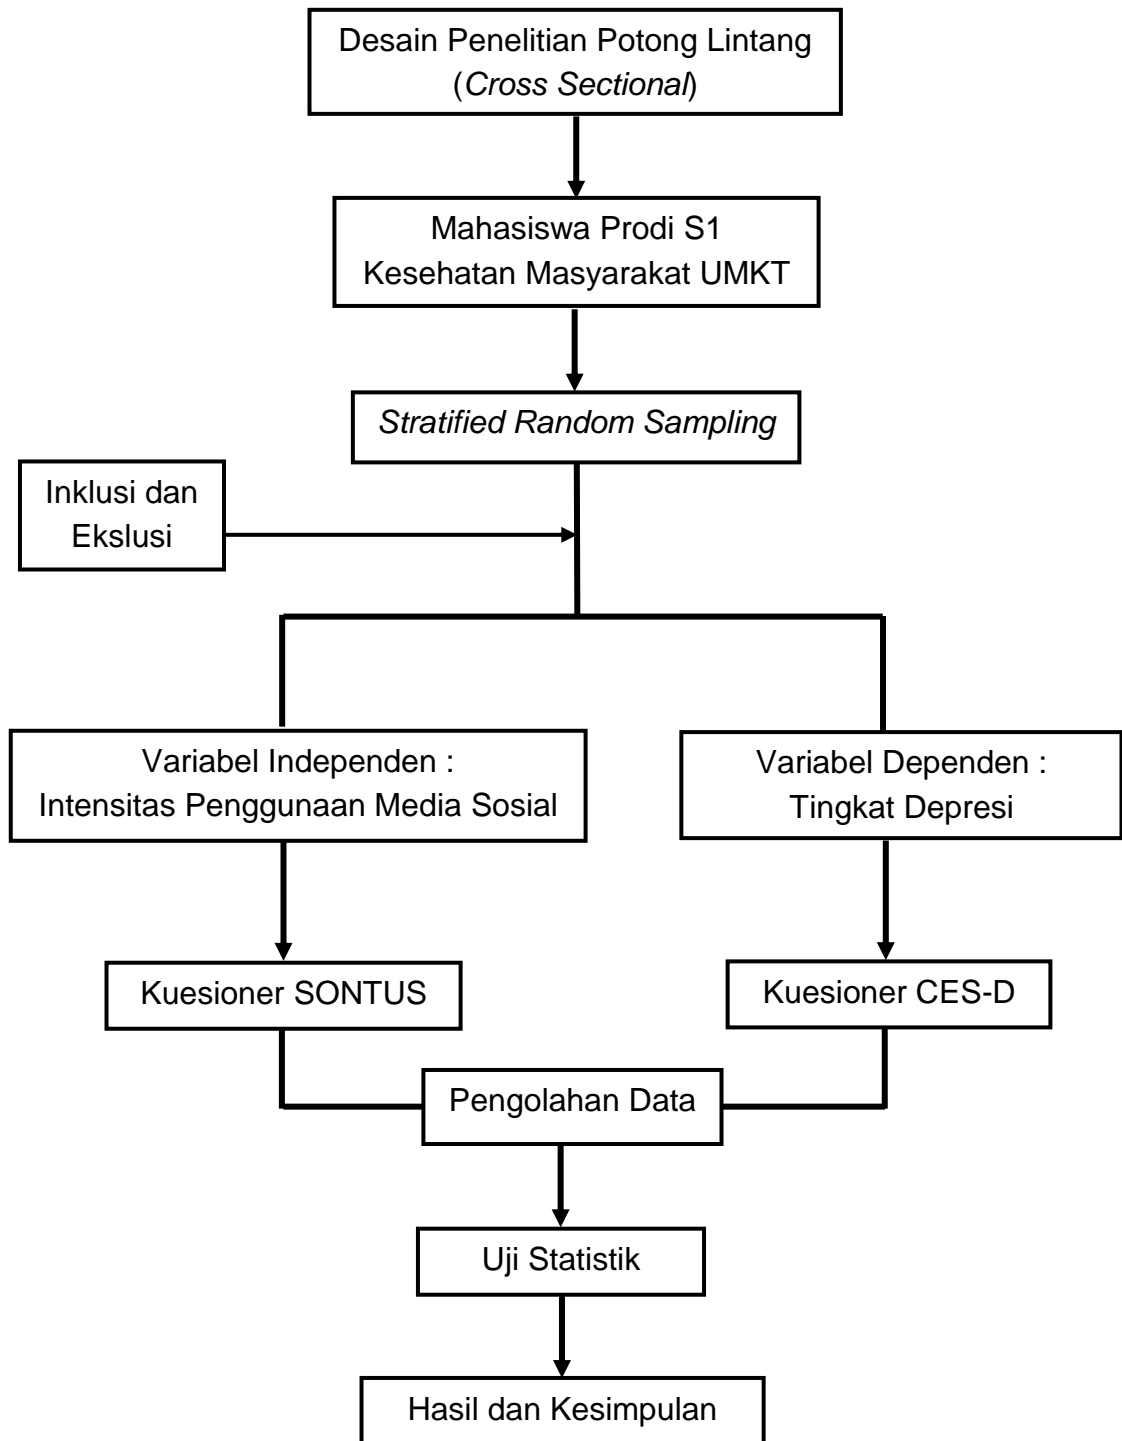 Desain Penelitian Potong Lintang
(Cross Sectional)
Mahasiswa Prodi S1
Kesehatan Masyarakat UMKT
Stratified Random Sampling
Inklusi dan
Ekslusi
Variabel Independen :
Intensitas Penggunaan Media Sosial
Variabel Dependen :
Tingkat Depresi
Kuesioner SONTUS
Kuesioner CES-D
Pengolahan Data
Uji Statistik
Hasil dan Kesimpulan